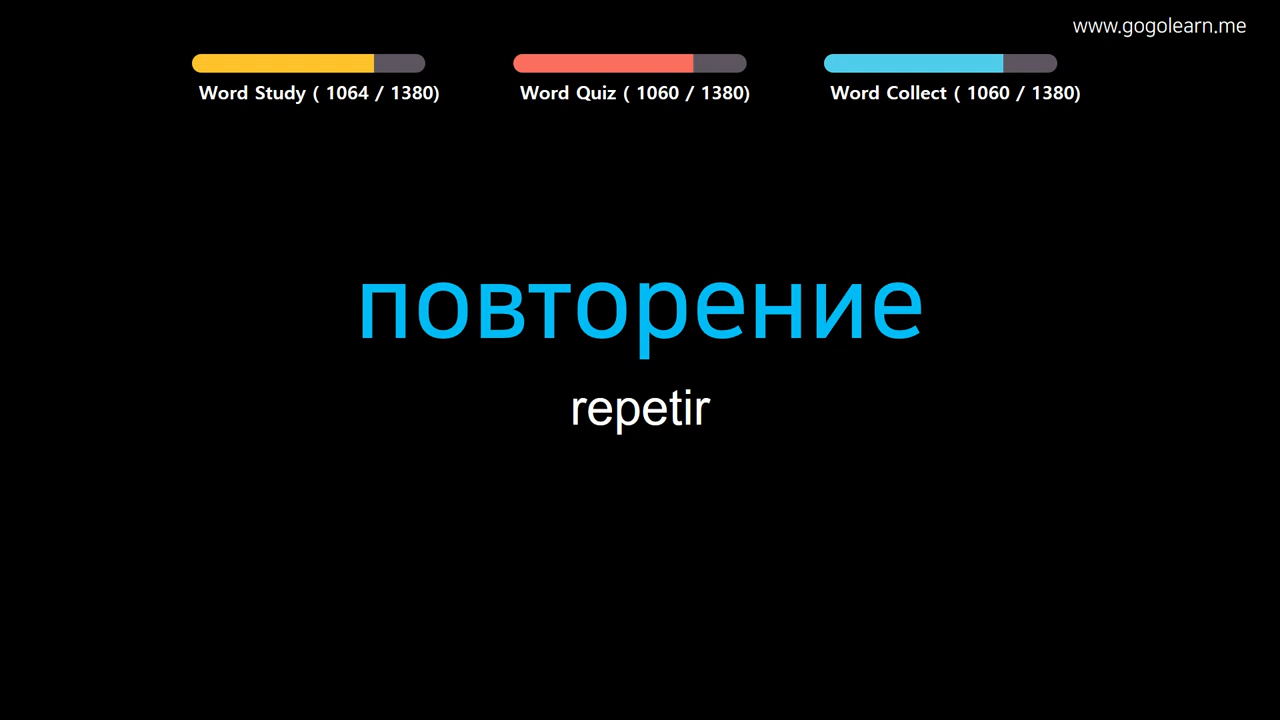 www.gogolearn.me
Word Study ( 1064 / 1380)
Word Quiz ( 1060 / 1380)
Word Collect ( 1060 / 1380)
повторение
repetir